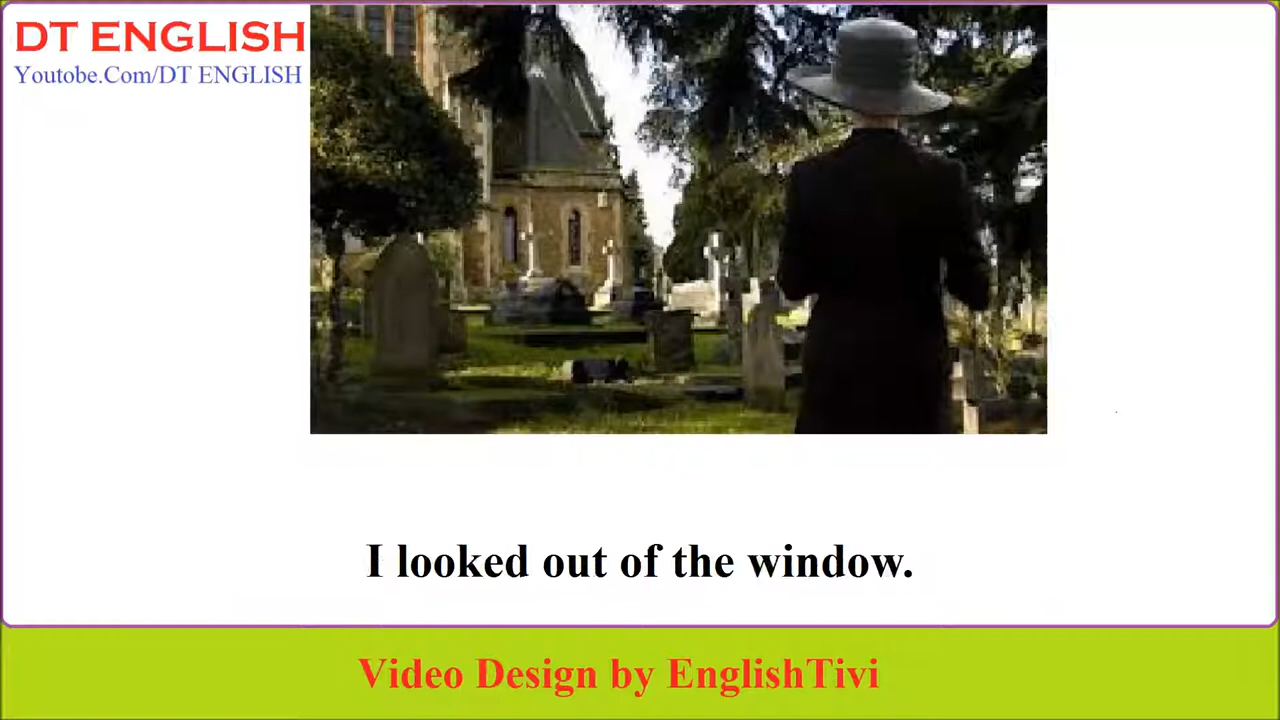 DT ENGLISH
Youtobe.Com/DT ENGLISH
I looked out of the window.
Video Design by EnglishTivi